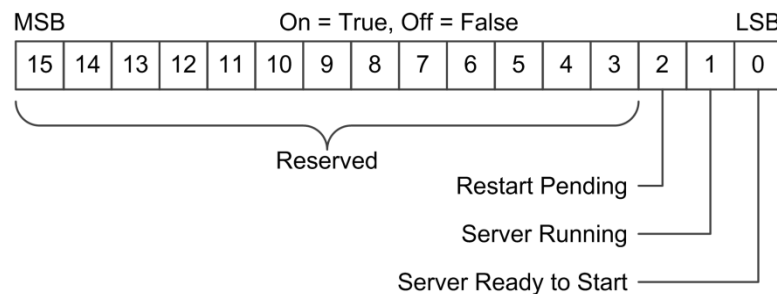 MSB On = True, Off = False LSB
15 14 13 12 11 10 9 8 7 6 5 4 3 2 1 0
Reserved
Restart Pending
Server Running
Server Ready to Start